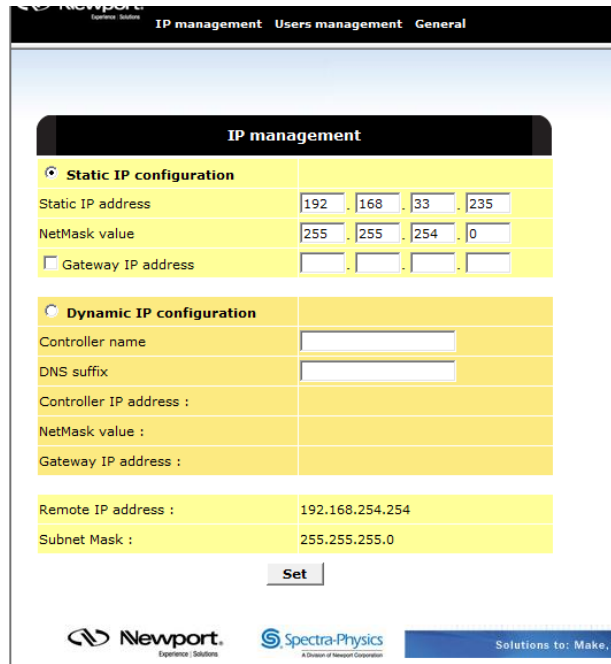 Newport.
Experience | Solutions
IP management Users management General
IP management
Static IP configuration
Static IP address 192 . 168 . 33 . 235
NetMask value 255 . 255 . 254 . 0
Gateway IP address . . .
Dynamic IP configuration
Controller name
DNS suffix
Controller IP address :
NetMask value :
Gateway IP address :
Remote IP address : 192.168.254.254
Subnet Mask : 255.255.255.0
Set
Newport.
Experience | Solutions
Spectra-Physics
A Division of Newport Corporation
Solutions to: Make,